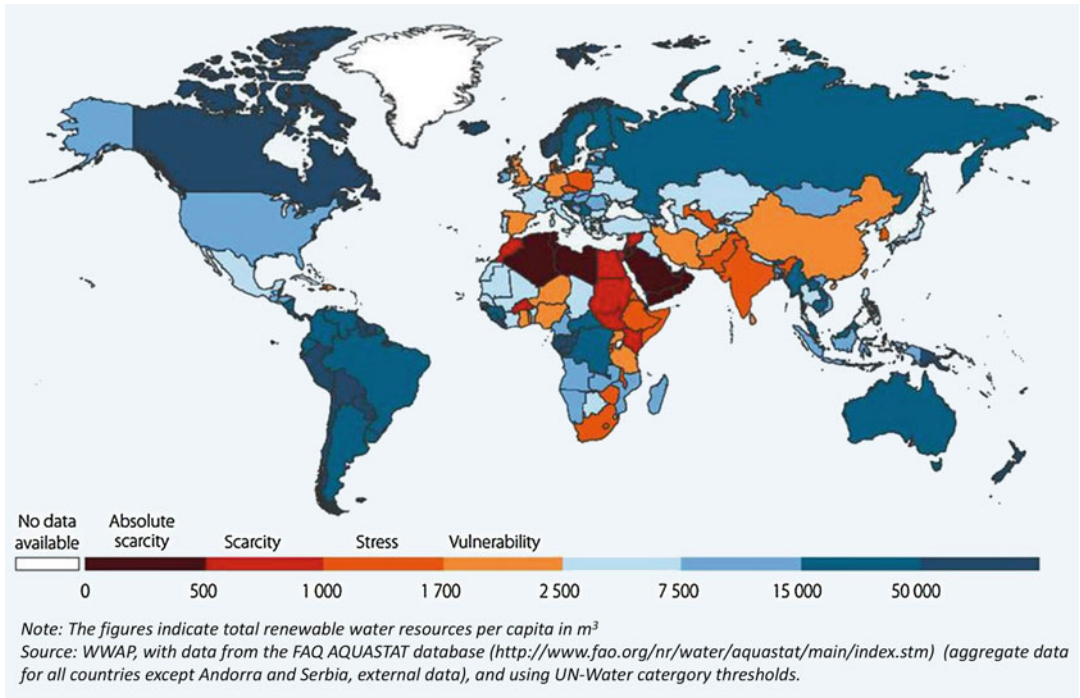 No data
available
Absolute
scarcity
Scarcity
Stress
Vulnerability
0
500
1 000
1 700
2 500
7 500
15 000
50 000
Note: The figures indicate total renewable water resources per capita in m³
Source: WWAP, with data from the FAQ AQUASTAT database (http://www.fao.org/nr/water/aquastat/main/index.stm) (aggregate data
for all countries except Andorra and Serbia, external data), and using UN-Water catergory thresholds.